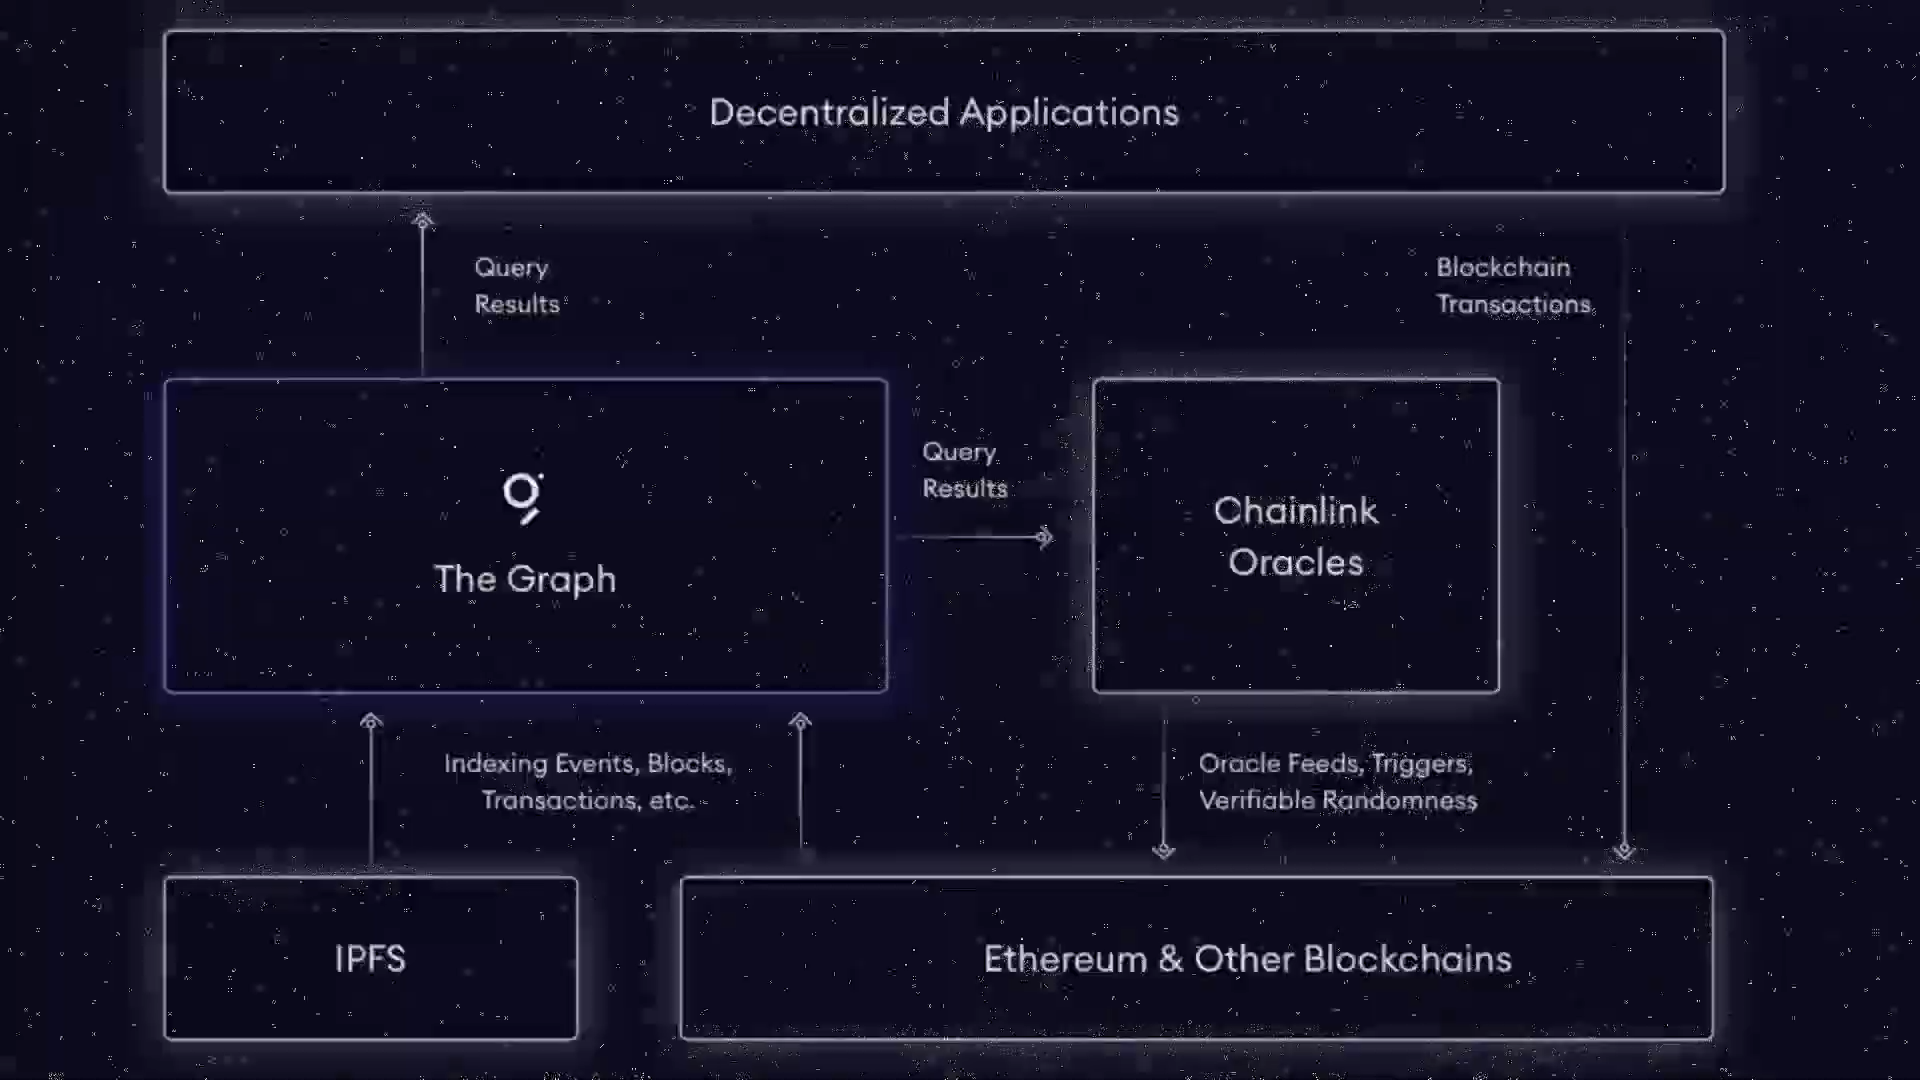 Decentralized Applications
Query
Results
Blockchain
Transactions
Query
Results
The Graph
Chainlink
Oracles
Indexing Events, Blocks,
Transactions, etc.
Oracle Feeds, Triggers,
Verifiable Randomness
IPFS
Ethereum & Other Blockchains